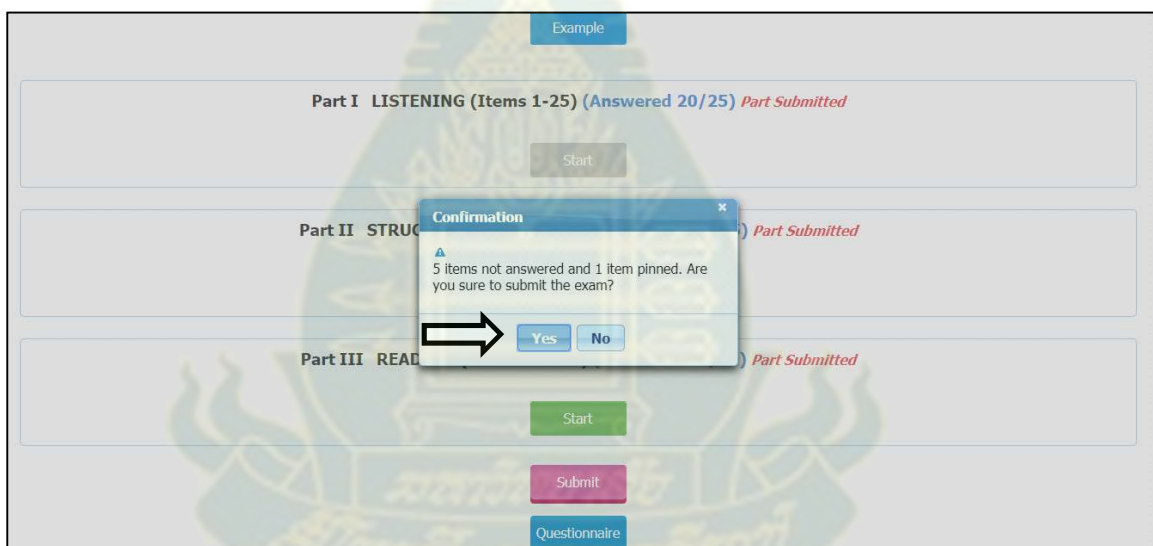 Example
Part I LISTENING (Items 1-25) (Answered 20/25) Part Submitted
Start
Confirmation
Part II STRUC ) Part Submitted
5 items not answered and 1 item pinned. Are
you sure to submit the exam?
Yes No
Part III READ ) Part Submitted
Start
Submit
Questionnaire